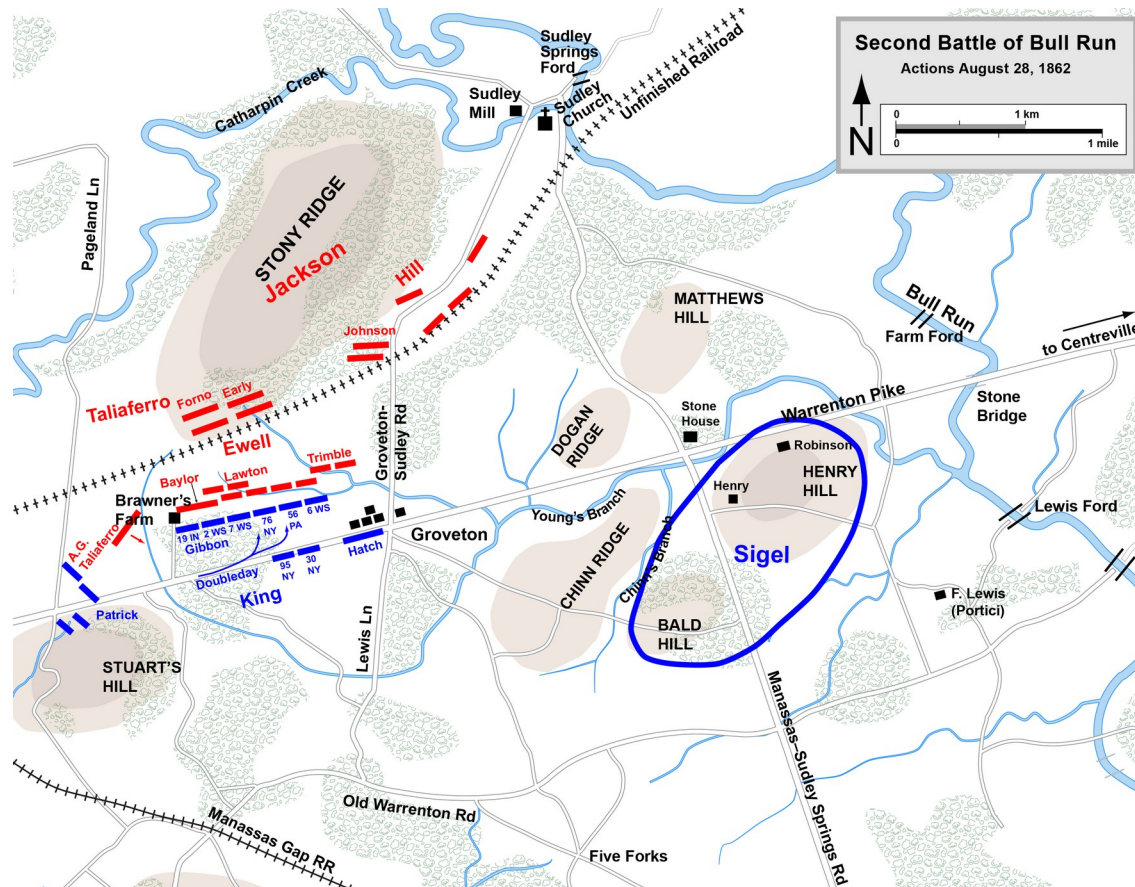 Second Battle of Bull Run
Actions August 28, 1862
N
0
1 km
0
1 mile
Sudley
Springs
Ford
Sudley
Mill
Sudley
Church
Unfinished Railroad
Catharpin Creek
Pageland Ln
STONY RIDGE
Jackson
Hill
Johnson
MATTHEWS
HILL
Bull Run
Farm Ford
to Centreville
Stone
Bridge
Warrenton Pike
Taliaferro
Forno
Early
Ewell
Groveton-
Sudley Rd
DOGAN
RIDGE
Stone
House
Robinson
HENRY
HILL
Henry
Trimble
Lawton
Baylor
Brawner's
Farm
19 IN
2 WS
7 WS
76
NY
56
PA
6 WS
Gibbon
A.G.
Taliaferro
Doubleday
95
NY
30
NY
Hatch
Groveton
Young's Branch
Lewis Ford
King
Patrick
CHINN RIDGE
Chinn's Branch
Sigel
F. Lewis
(Portici)
BALD
HILL
Lewis Ln
STUART'S
HILL
Manassas-Sudley Springs Rd
Old Warrenton Rd
Manassas Gap RR
Five Forks